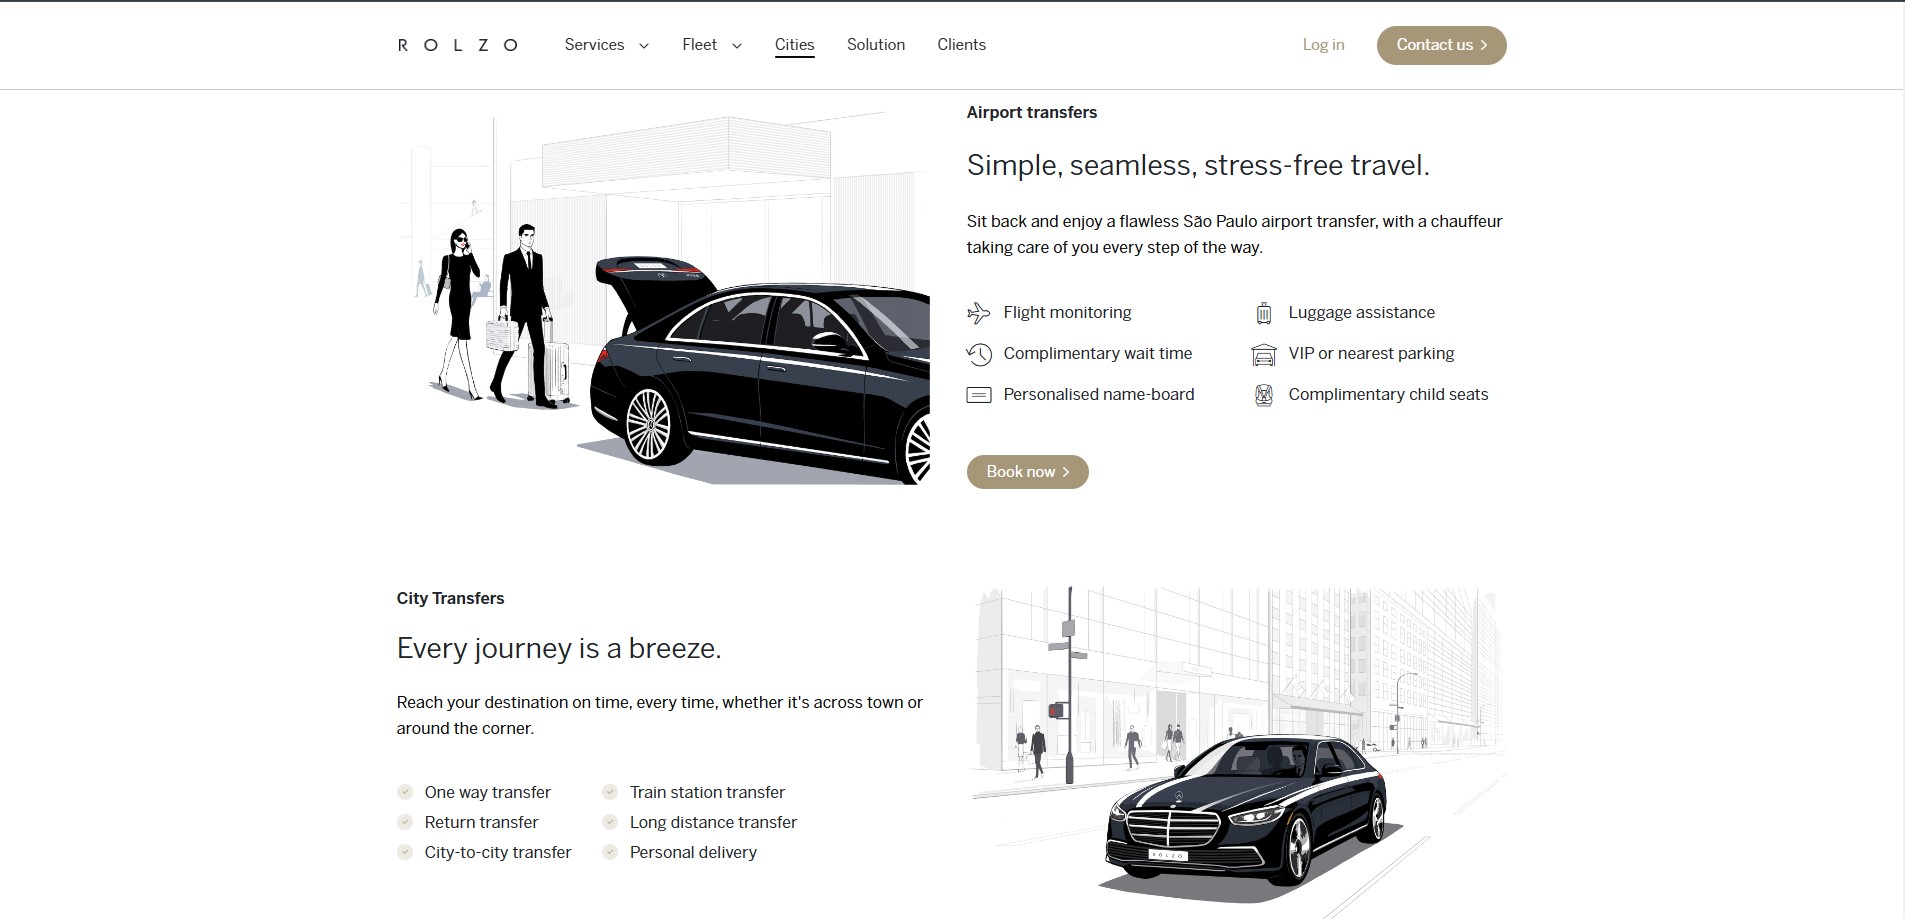 ROLZO
Services
Fleet
Cities
Solution
Clients
Log in
Contact us
Airport transfers
Simple, seamless, stress-free travel.
Sit back and enjoy a flawless São Paulo airport transfer, with a chauffeur
taking care of you every step of the way.
Flight monitoring
Luggage assistance
Complimentary wait time
VIP or nearest parking
Personalised name-board
Complimentary child seats
Book now
City Transfers
Every journey is a breeze.
Reach your destination on time, every time, whether it's across town or
around the corner.
One way transfer
Train station transfer
Return transfer
Long distance transfer
City-to-city transfer
Personal delivery
ROLZO